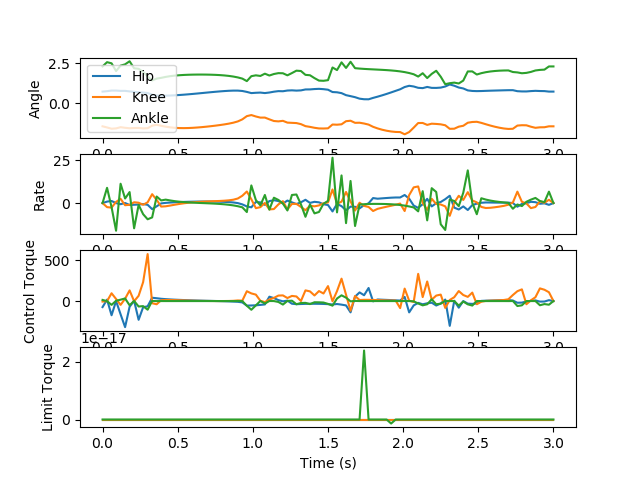 2.5
0.0
Angle
Hip
Knee
Ankle
0.0 0.5 1.0 1.5 2.0 2.5 3.0
25
0
Rate
0.0 0.5 1.0 1.5 2.0 2.5 3.0
500
0
Control Torque
0.0 0.5 1.0 1.5 2.0 2.5 3.0
1e−17
2
0
Limit Torque
0.0 0.5 1.0 1.5 2.0 2.5 3.0
Time (s)